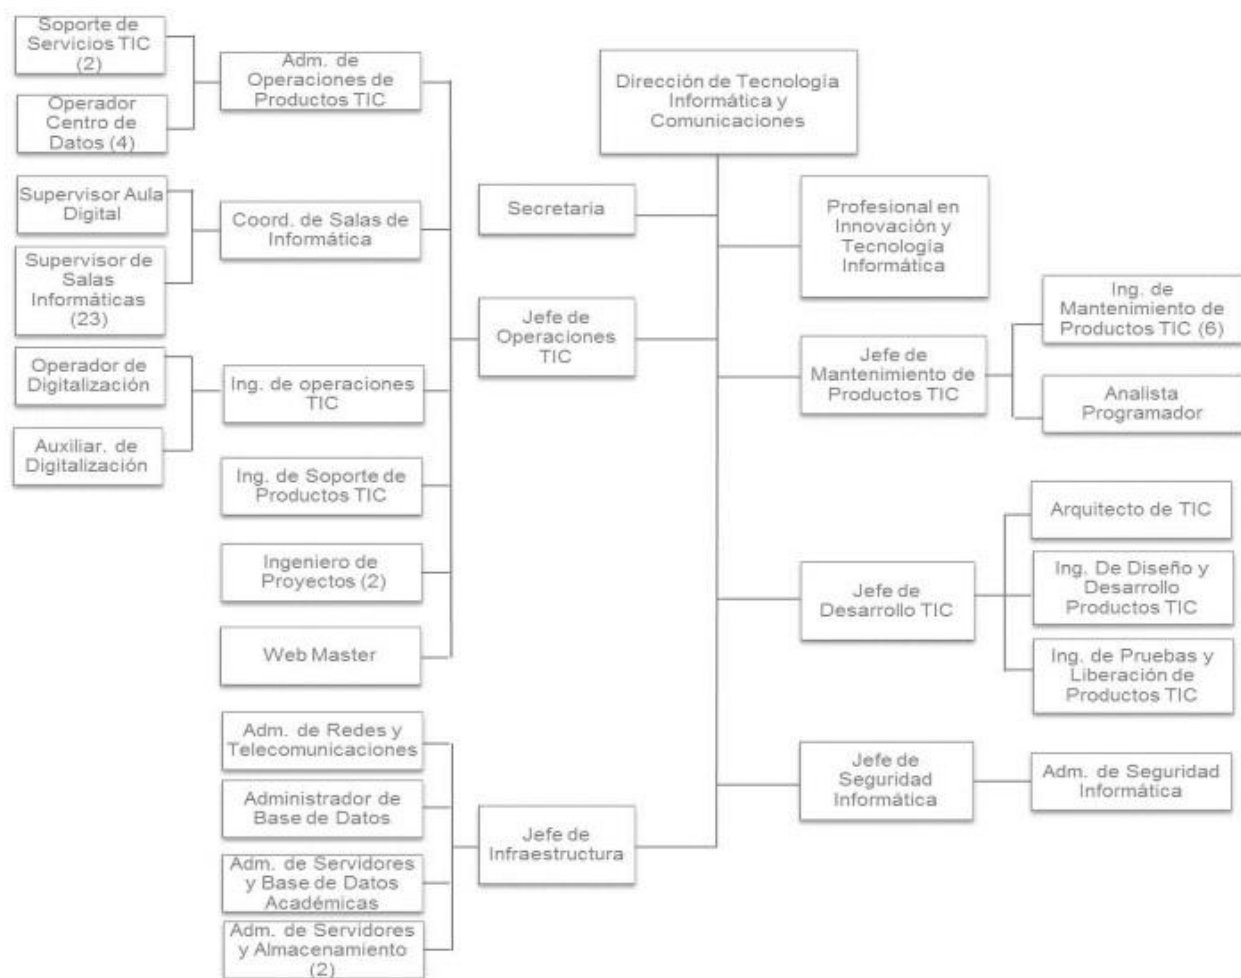 Soporte de
Servicios TIC
(2)
Operador
Centro de
Datos (4)
Adm. de
Operaciones de
Productos TIC
Supervisor Aula
Digital
Supervisor de
Salas
Informáticas
(23)
Coord. de Salas de
Informática
Operador de
Digitalización
Auxiliar. de
Digitalización
Ing. de operaciones
TIC
Ing. de Soporte de
Productos TIC
Ingeniero de
Proyectos (2)
Web Master
Adm. de Redes y
Telecomunicaciones
Administrador de
Base de Datos
Adm. de Servidores
y Base de Datos
Académicas
Adm. de Servidores
y Almacenamiento
(2)
Secretaria
Jefe de
Operaciones
TIC
Jefe de
Infraestructura
Dirección de Tecnología
Informática y
Comunicaciones
Profesional en
Innovación y
Tecnología
Informática
Jefe de
Mantenimiento de
Productos TIC
Ing. de
Mantenimiento de
Productos TIC (6)
Analista
Programador
Jefe de
Desarrollo TIC
Arquitecto de TIC
Ing. De Diseño y
Desarrollo
Productos TIC
Ing. de Pruebas y
Liberación de
Productos TIC
Jefe de
Seguridad
Informática
Adm. de Seguridad
Informática